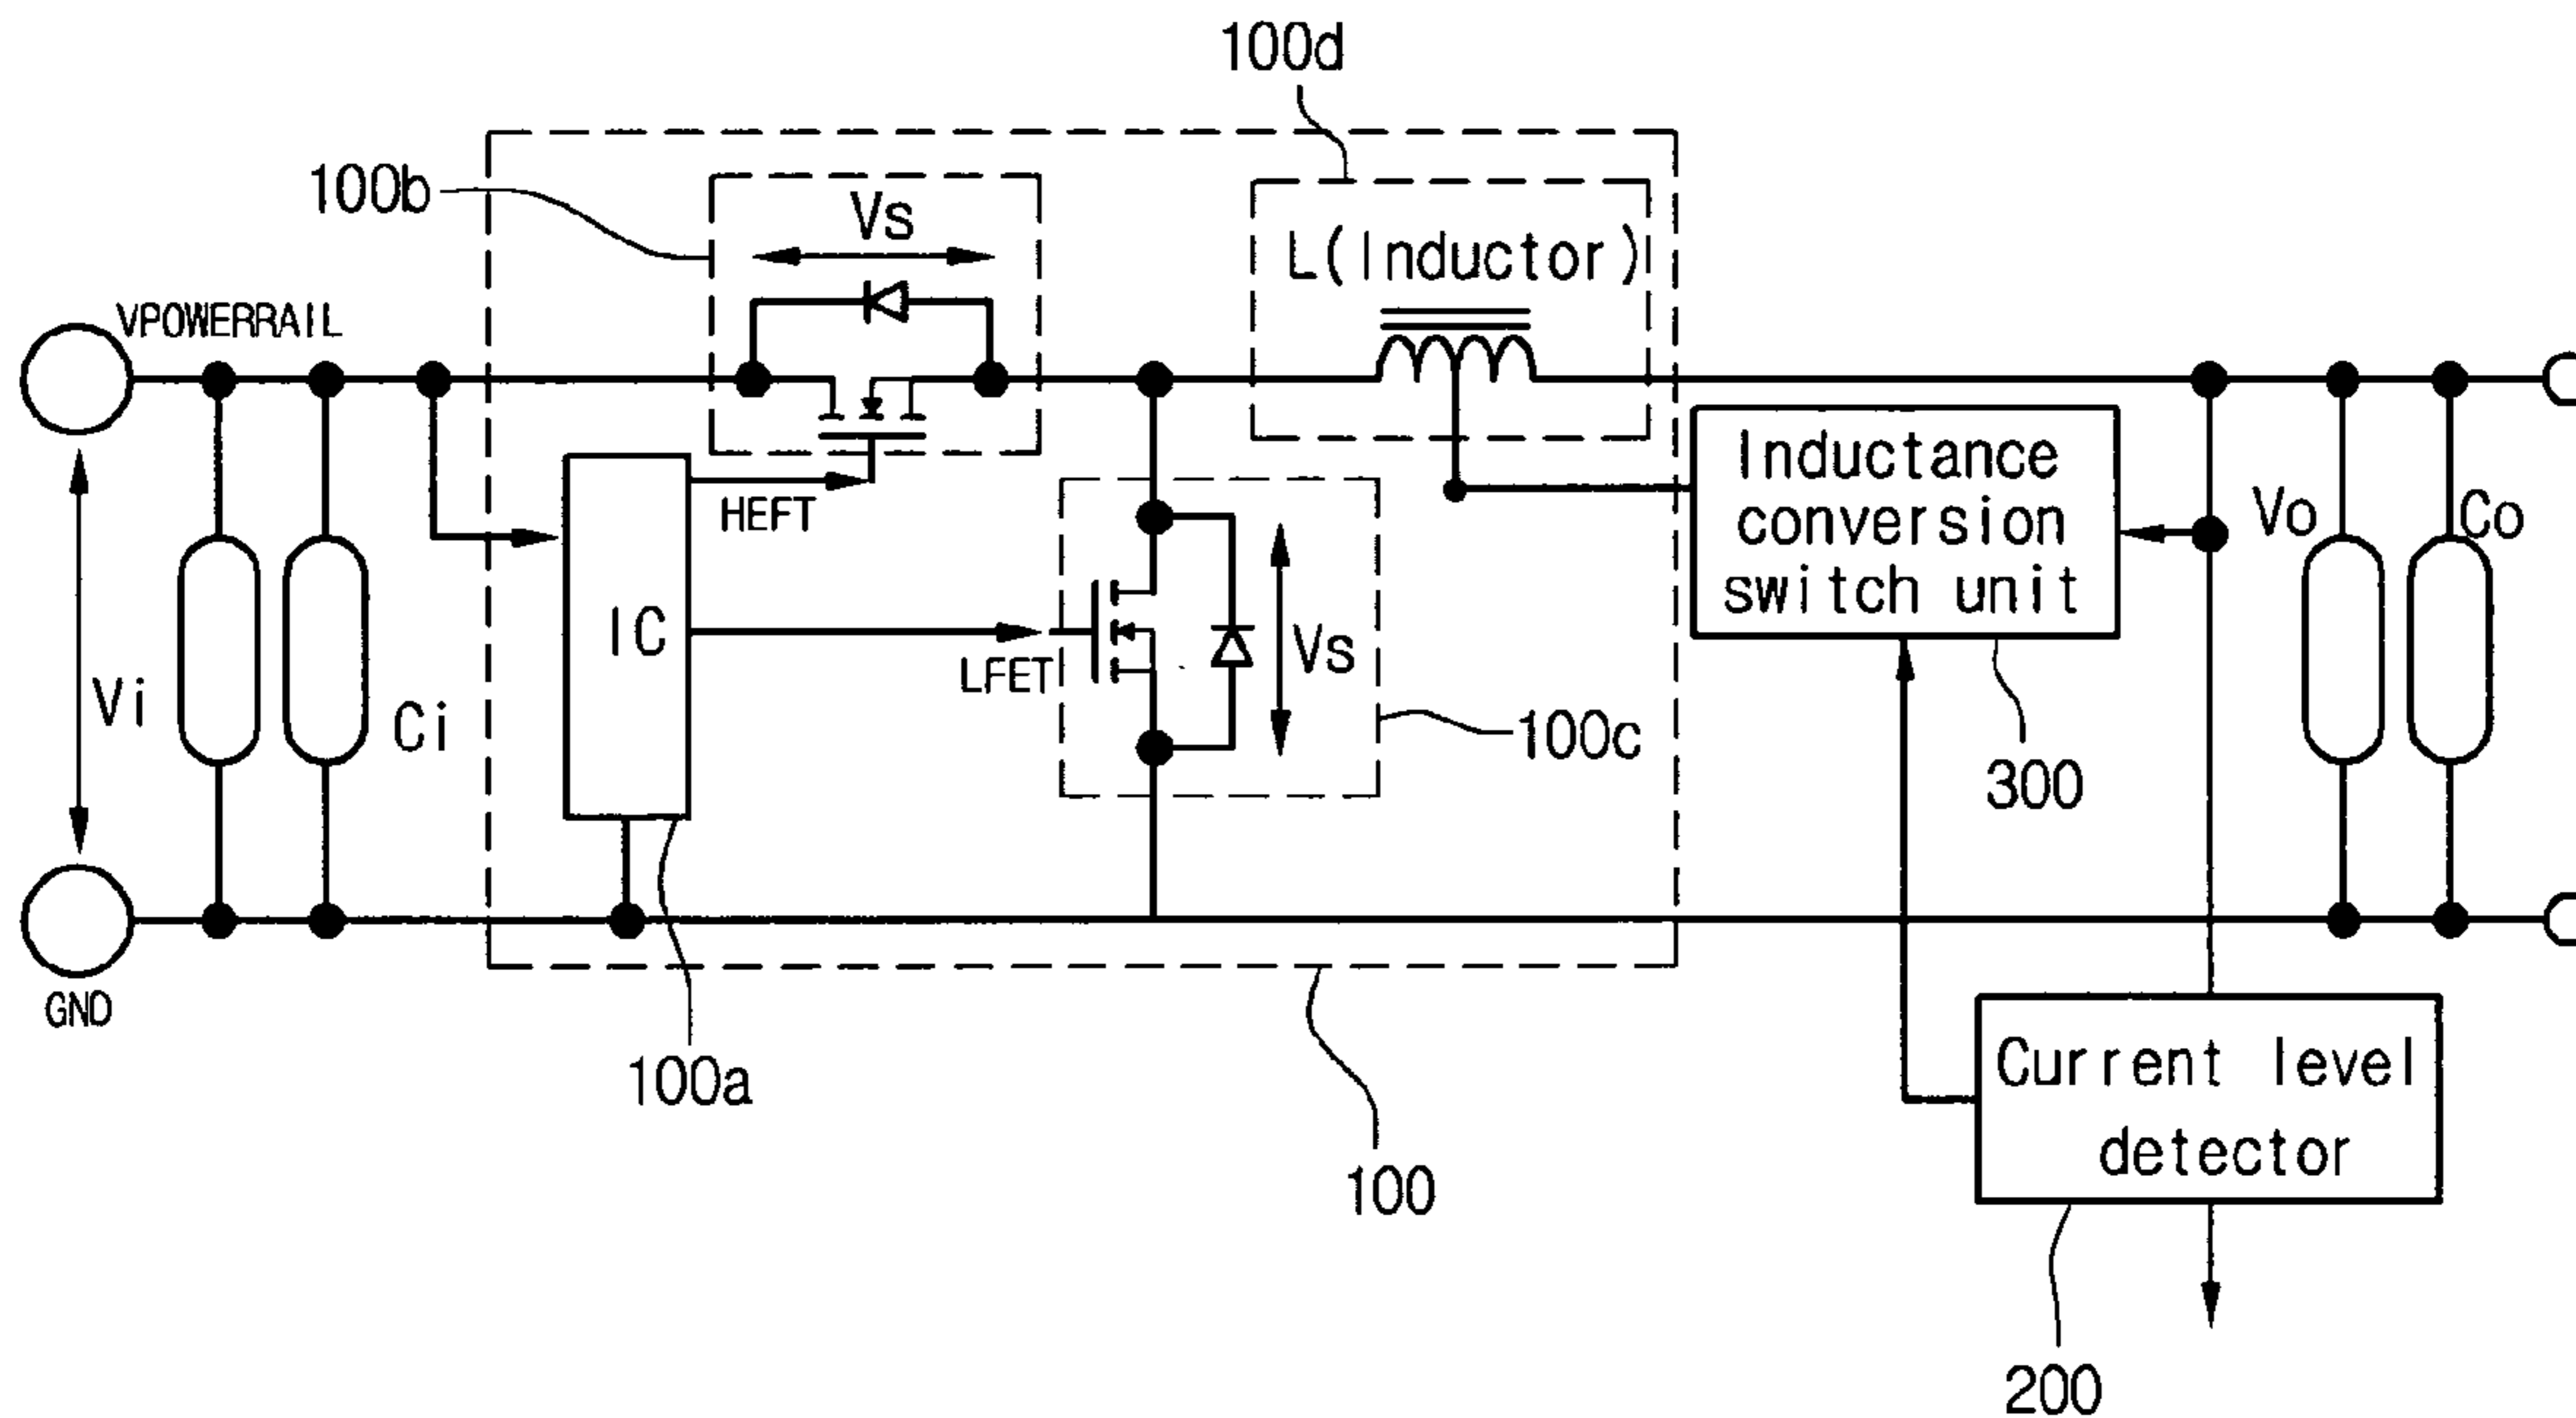 100d
100b
Vs
L(Inductor)
VPOWERRAIL
HEFT
Inductance
conversion
switch unit
Vo
Co
IC
LFET
Vs
Vi
Ci
100c
300
GND
100a
100
Current level
detector
200